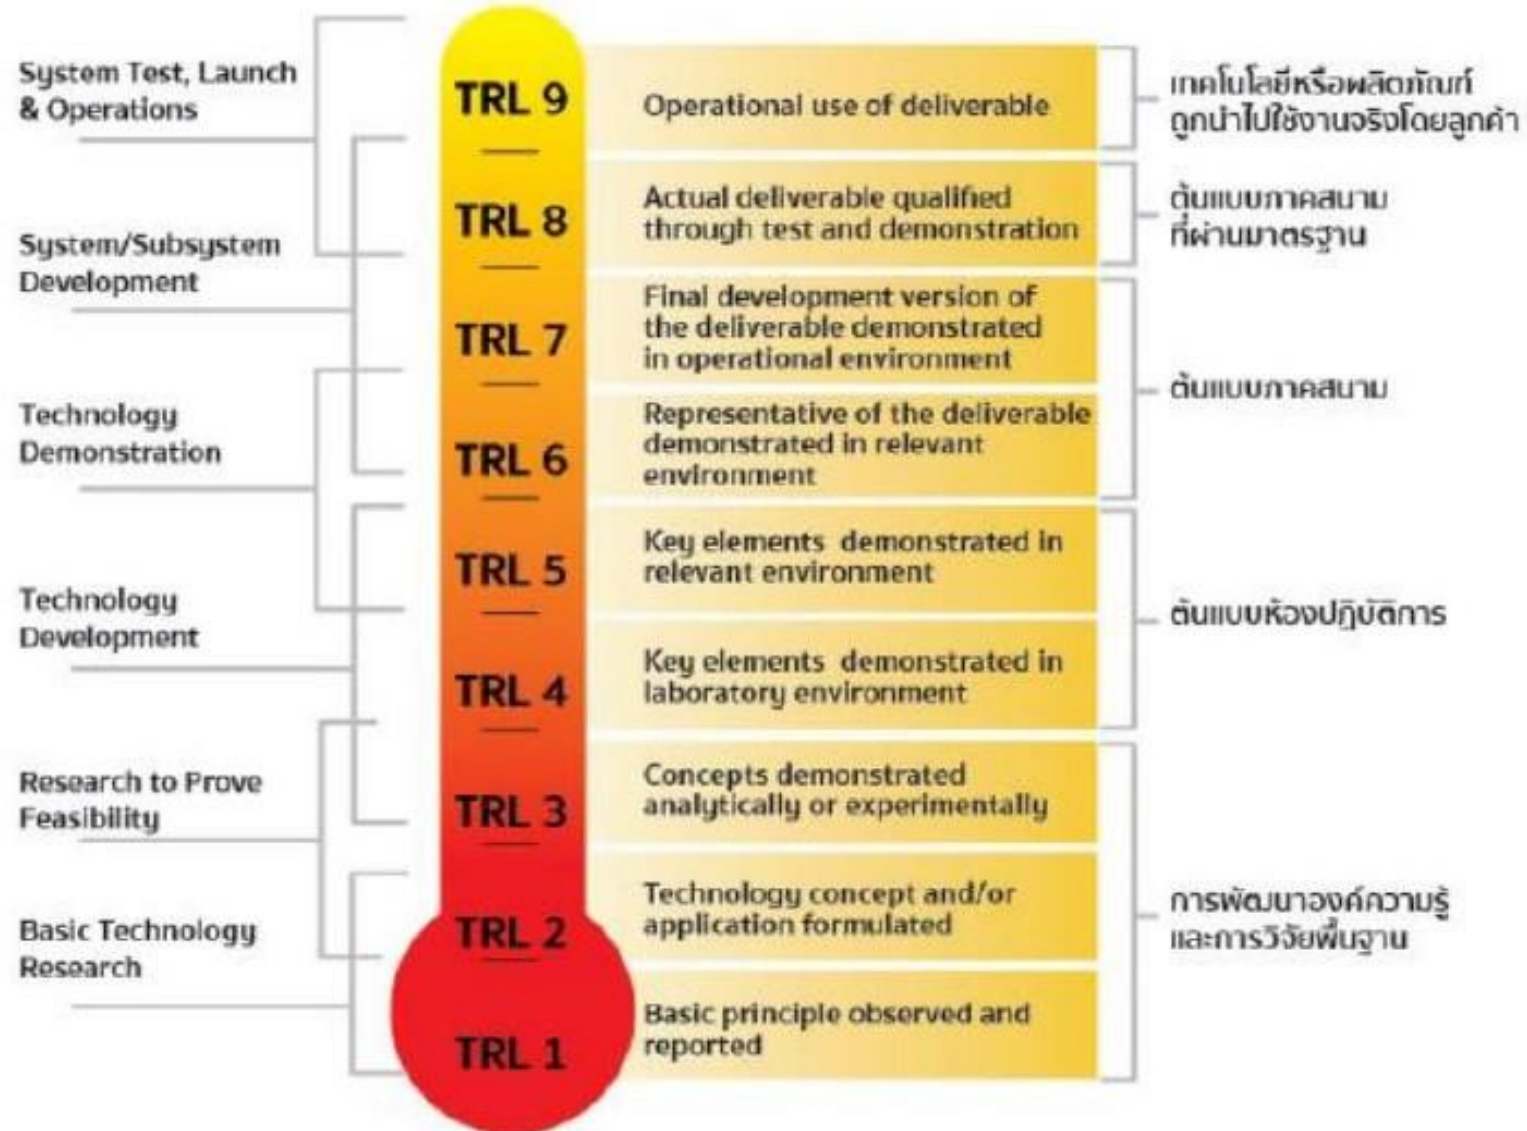 System Test, Launch
& Operations
System/Subsystem
Development
Technology
Demonstration
Technology
Development
Research to Prove
Feasibility
Basic Technology
Research
TRL 9
TRL 8
TRL 7
TRL 6
TRL 5
TRL 4
TRL 3
TRL 2
TRL 1
Operational use of deliverable
Actual deliverable qualified
through test and demonstration
Final development version of
the deliverable demonstrated
in operational environment
Representative of the deliverable
demonstrated in relevant
environment
Key elements demonstrated in
relevant environment
Key elements demonstrated in
laboratory environment
Concepts demonstrated
analytically or experimentally
Technology concept and/or
application formulated
Basic principle observed and
reported
เทคโนโลยีหรือผลิตภัณฑ์
ถูกนำไปใช้งานจริงโดยลูกค้า
ต้นแบบภาคสนาม
ที่ผ่านมาตรฐาน
ต้นแบบภาคสนาม
ต้นแบบห้องปฏิบัติการ
การพัฒนาองค์ความรู้
และการวิจัยพื้นฐาน